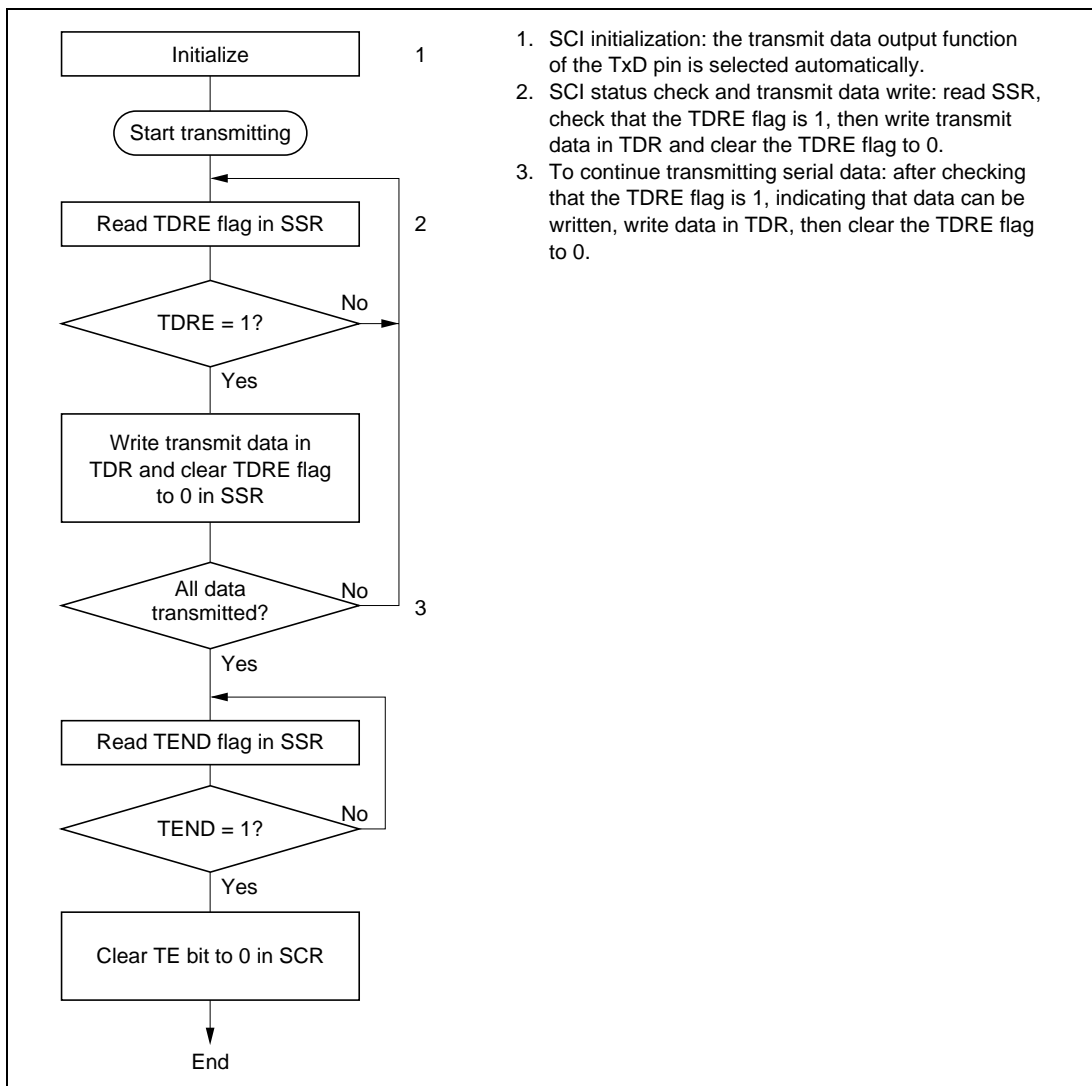 Initialize
1
Start transmitting
Read TDRE flag in SSR
2
TDRE = 1?
No
Yes
Write transmit data in
TDR and clear TDRE flag
to 0 in SSR
All data
transmitted?
No
3
Yes
Read TEND flag in SSR
TEND = 1?
No
Yes
Clear TE bit to 0 in SCR
End
1. SCI initialization: the transmit data output function
of the TxD pin is selected automatically.
2. SCI status check and transmit data write: read SSR,
check that the TDRE flag is 1, then write transmit
data in TDR and clear the TDRE flag to 0.
3. To continue transmitting serial data: after checking
that the TDRE flag is 1, indicating that data can be
written, write data in TDR, then clear the TDRE flag
to 0.